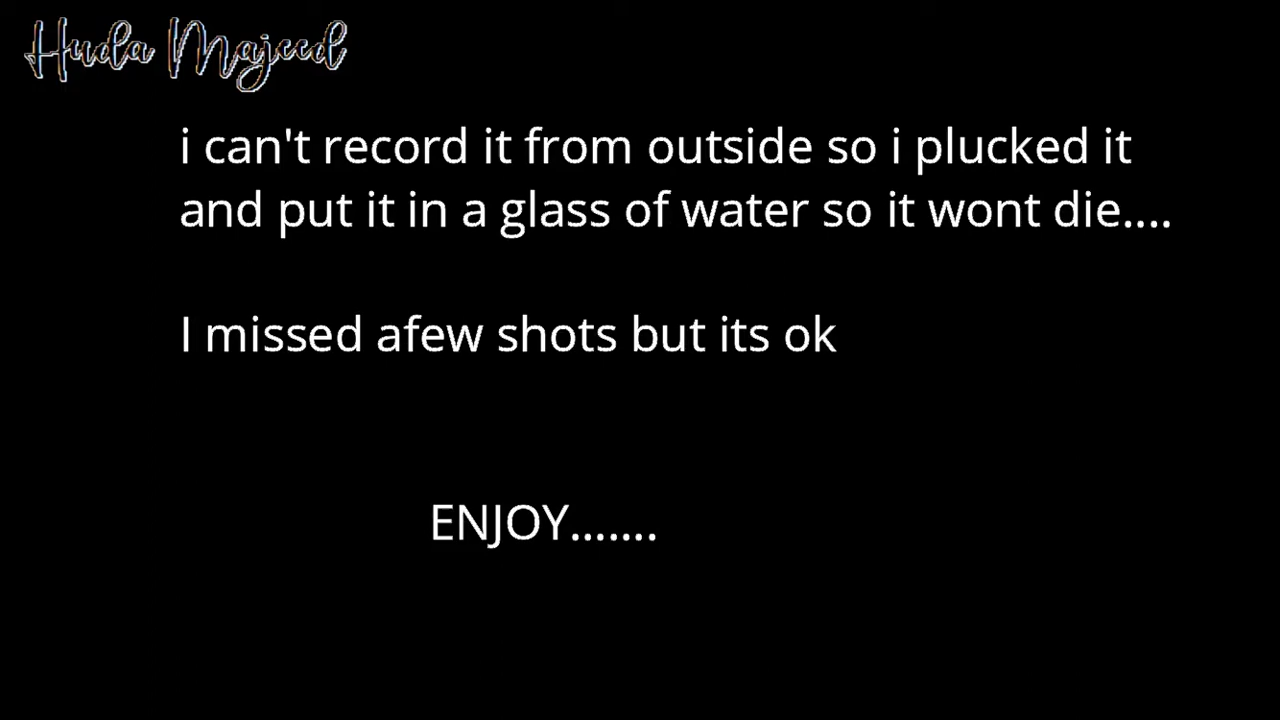 Huda Majeed
i can't record it from outside so i plucked it
and put it in a glass of water so it wont die....
I missed afew shots but its ok
ENJOY.......